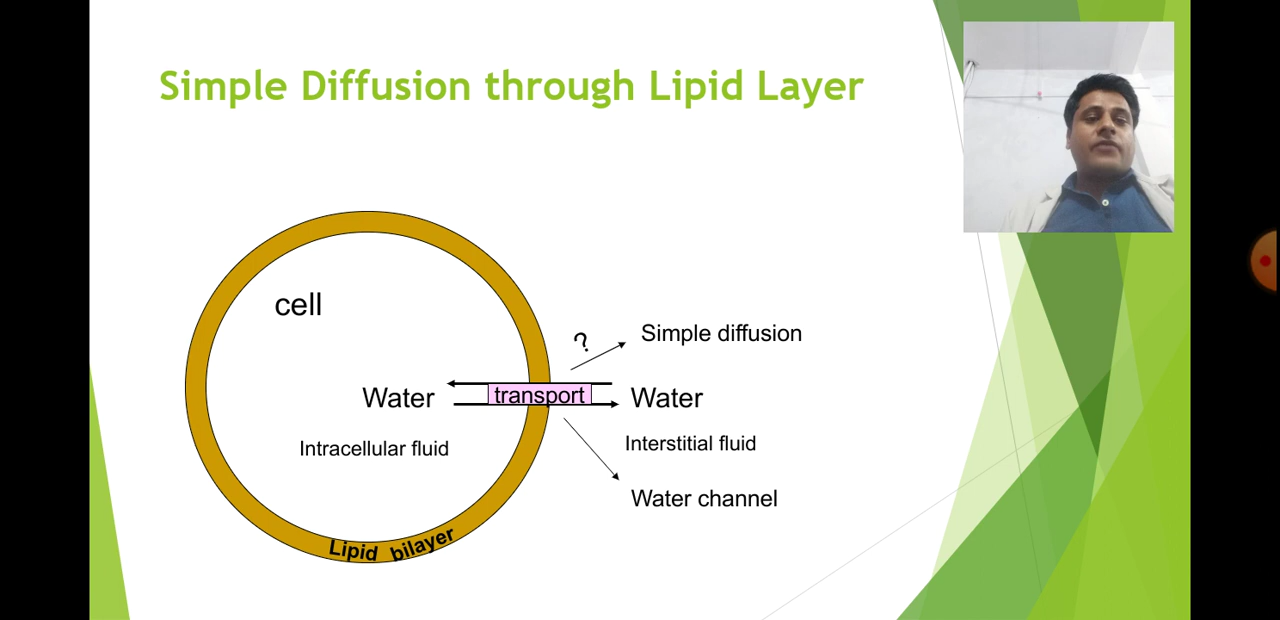 Simple Diffusion through Lipid Layer
cell
?
Simple diffusion
Water
transport
Water
Intracellular fluid
Interstitial fluid
Water channel
Lipid bilayer